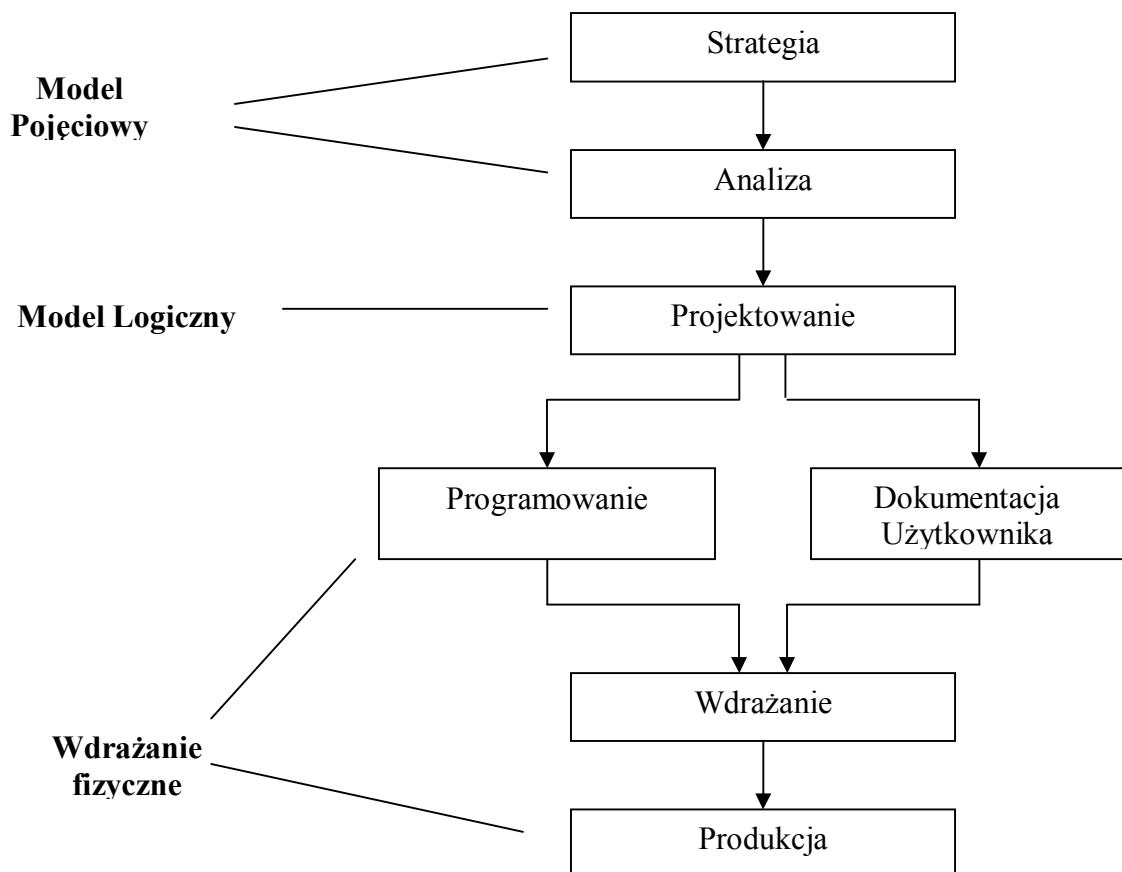 Strategia
Model
Pojęciowy
Analiza
Projektowanie
Model Logiczny
Programowanie
Dokumentacja
Użytkownika
Wdrażanie
Wdrażanie
fizyczne
Produkcja